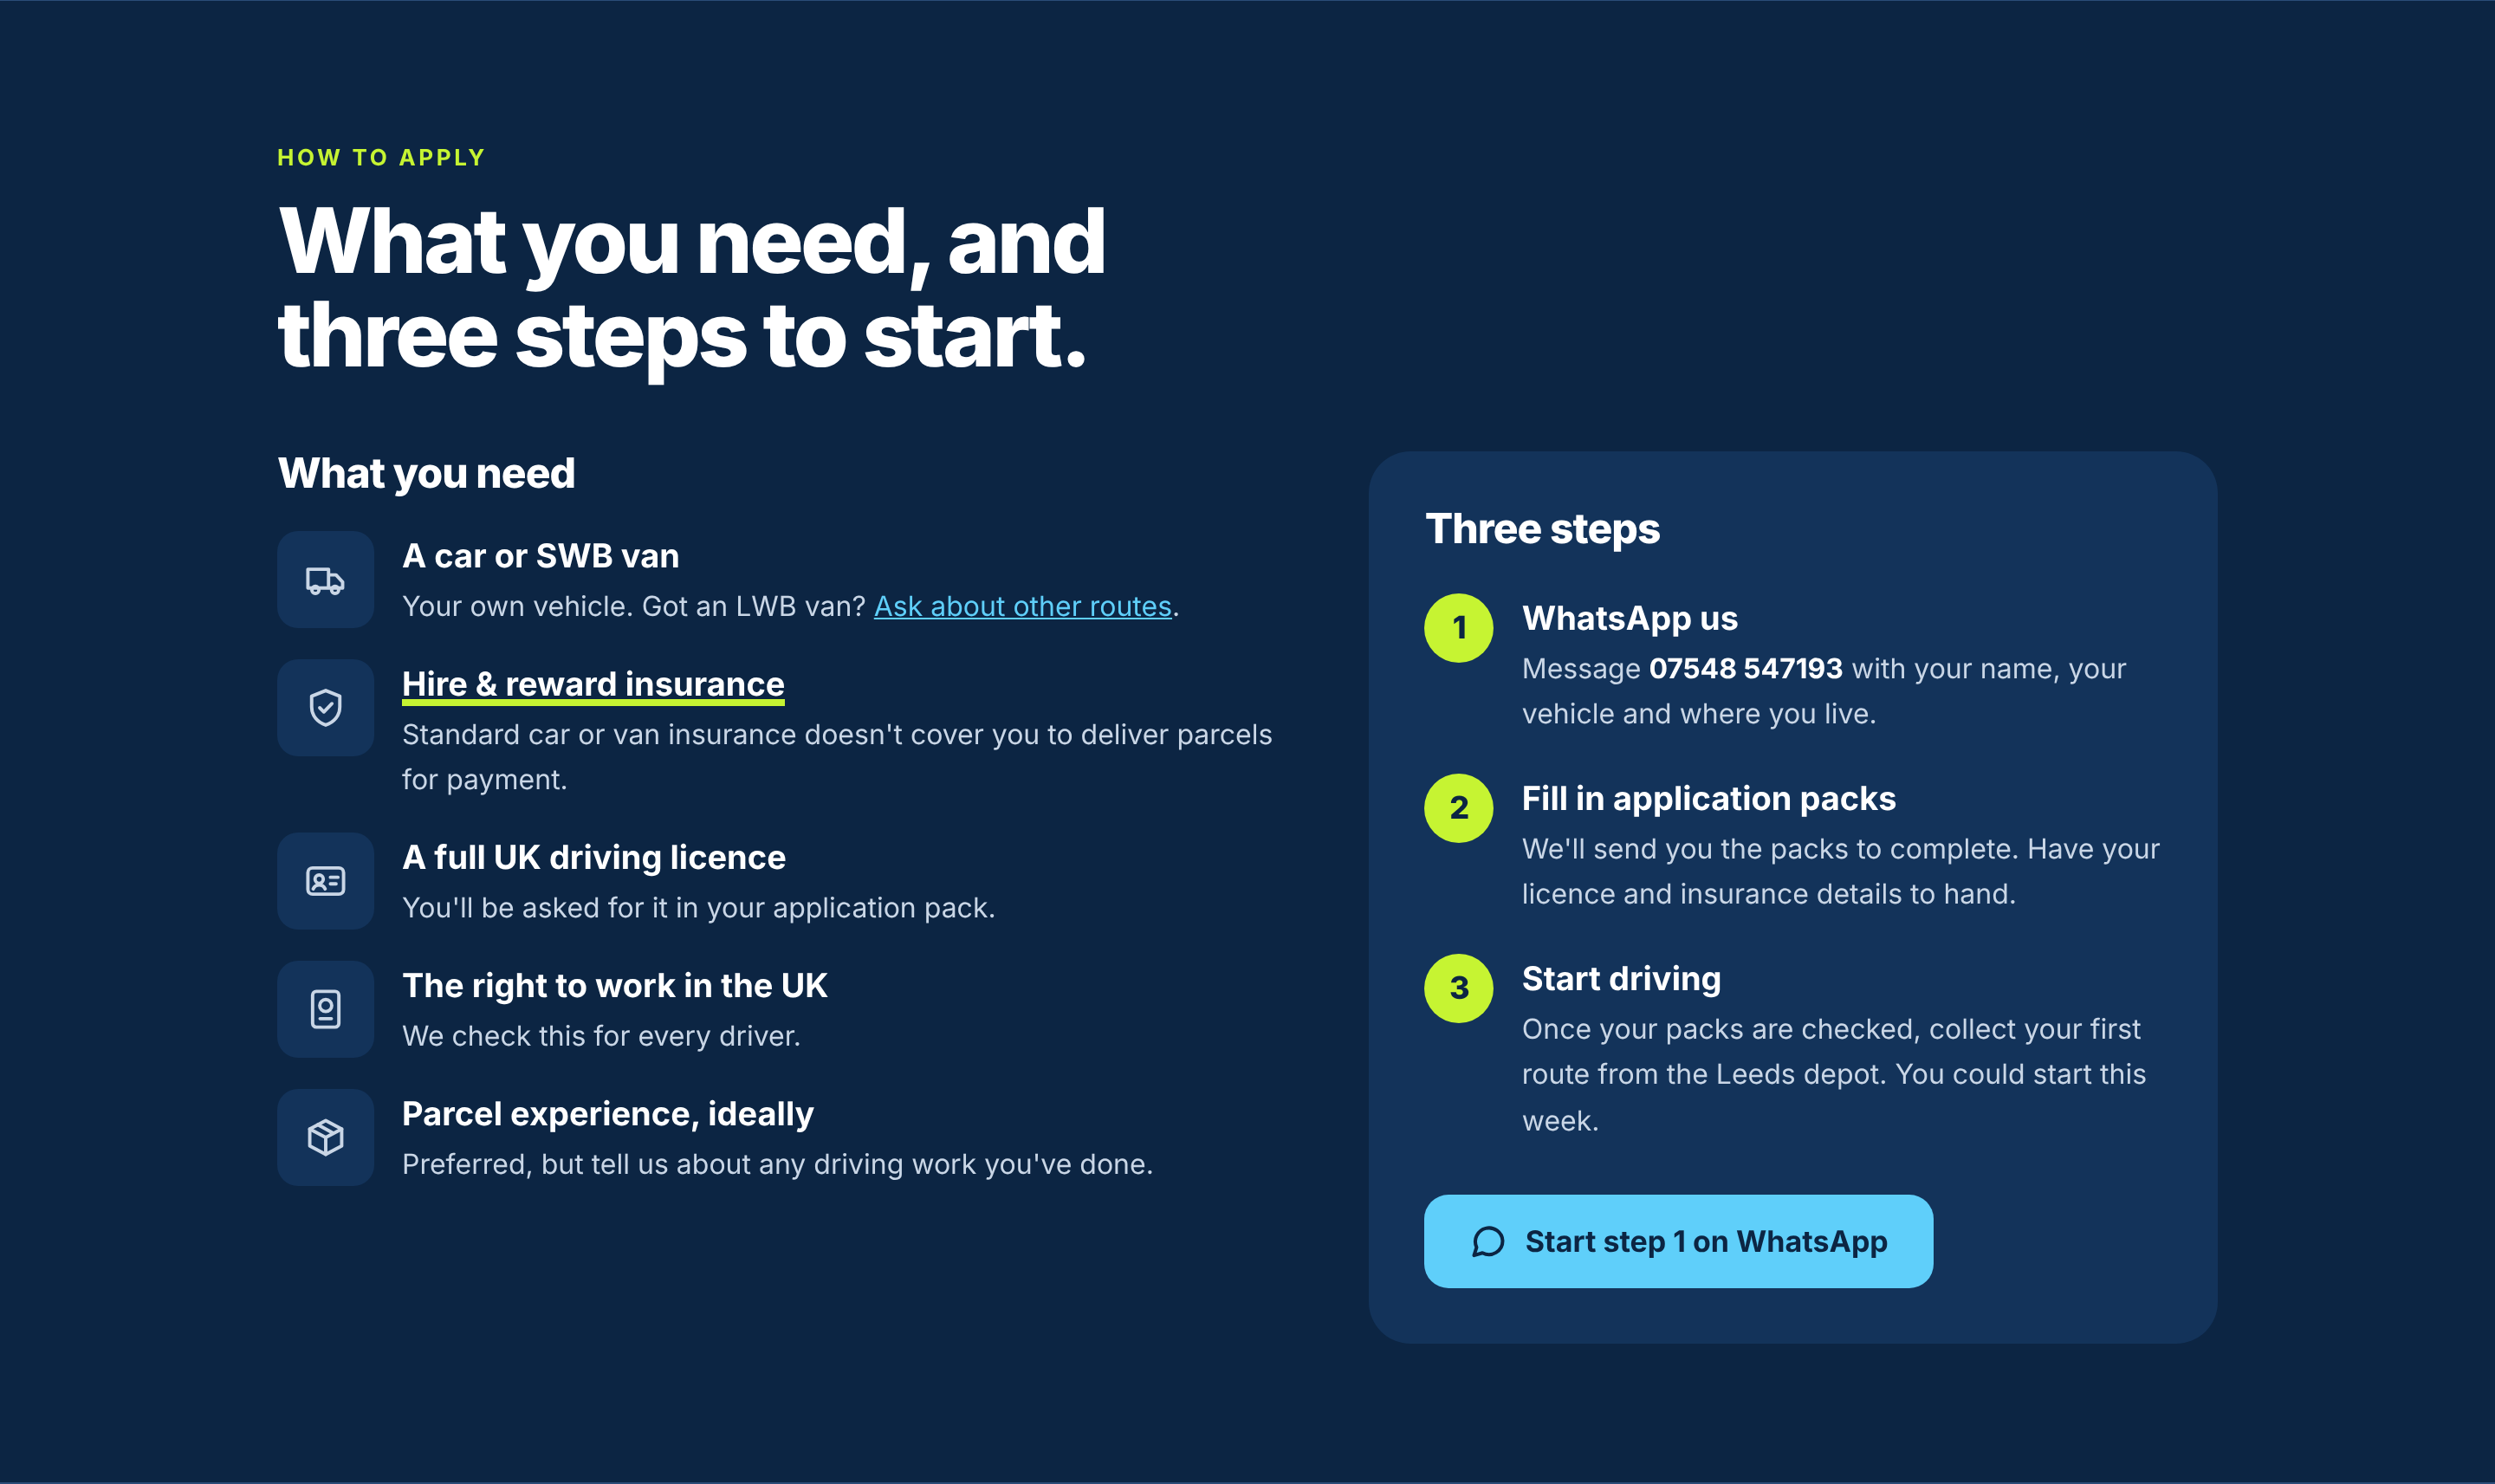 HOW TO APPLY
What you need, and
three steps to start.
What you need
A car or SWB van
Your own vehicle. Got an LWB van? Ask about other routes.
Hire & reward insurance
Standard car or van insurance doesn't cover you to deliver parcels
for payment.
A full UK driving licence
You'll be asked for it in your application pack.
The right to work in the UK
We check this for every driver.
Parcel experience, ideally
Preferred, but tell us about any driving work you've done.
Three steps
1
WhatsApp us
Message 07548 547193 with your name, your
vehicle and where you live.
2
Fill in application packs
We'll send you the packs to complete. Have your
licence and insurance details to hand.
3
Start driving
Once your packs are checked, collect your first
route from the Leeds depot. You could start this
week.
Start step 1 on WhatsApp